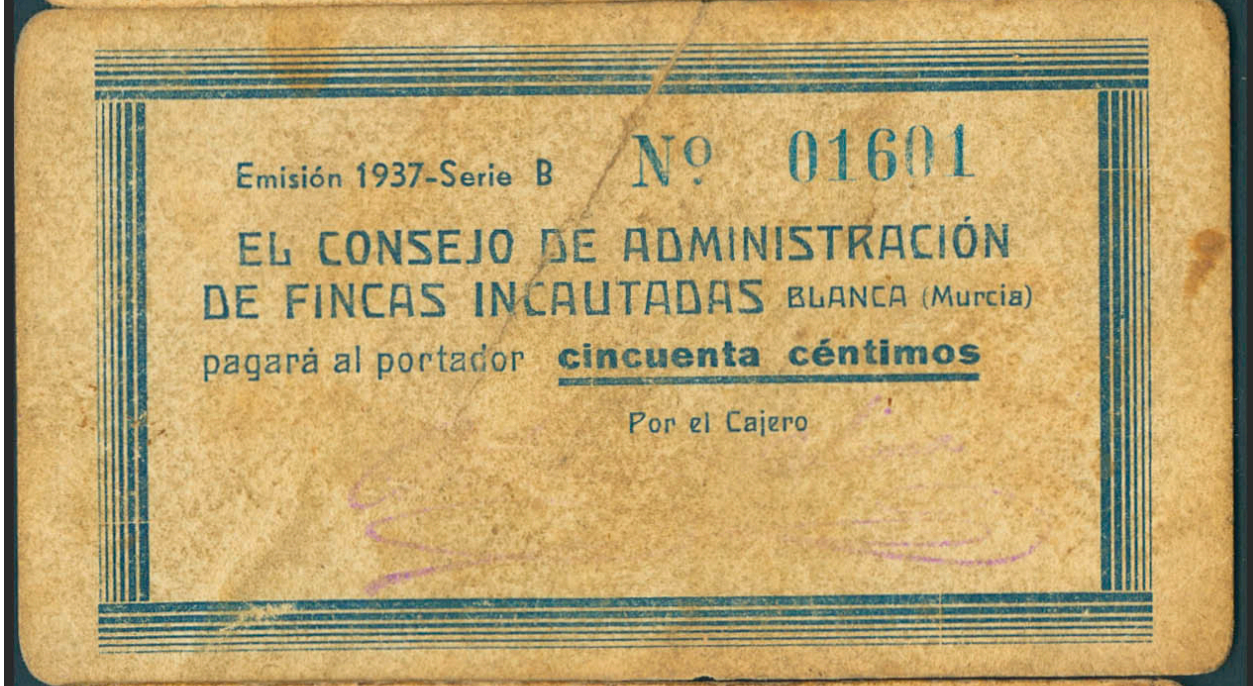 Emisión 1937-Serie B Nº 01601
EL CONSEJO DE ADMINISTRACIÓN
DE FINCAS INCAUTADAS BLANCA (Murcia)
pagará al portador cincuenta céntimos
Por el Cajero